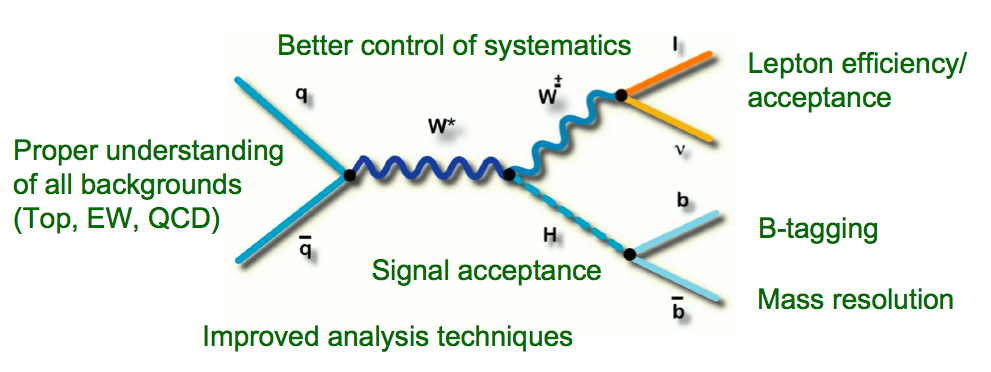 Better control of systematics
l
Lepton efficiency/
acceptance
q
W±
W*
ν
Proper understanding
of all backgrounds
(Top, EW, QCD)
b
B-tagging
H
q̅
Signal acceptance
b̅
Mass resolution
Improved analysis techniques